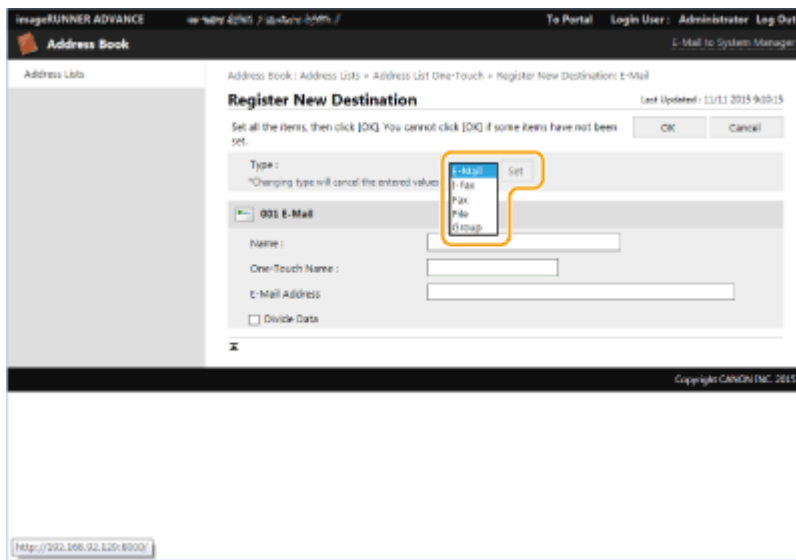 imageRUNNER ADVANCE
To Portal Login User : Administrator Log Out
Address Book
E-Mail to System Manager
Address Lists
Address Book : Address Lists > Address List One-Touch > Register New Destination: E-Mail
Register New Destination
Last Updated : 11/11 2015 9:10:15
Set all the items, then click [OK]. You cannot click [OK] if some items have not been
set.
OK Cancel
Type :
*Changing type will cancel the entered values
E-Mail
Set
I-Fax
Fax
File
Group
001 E-Mail
Name :
One-Touch Name :
E-Mail Address
Divide Data
Copyright CANON INC. 2015
http://192.168.92.129:8000/